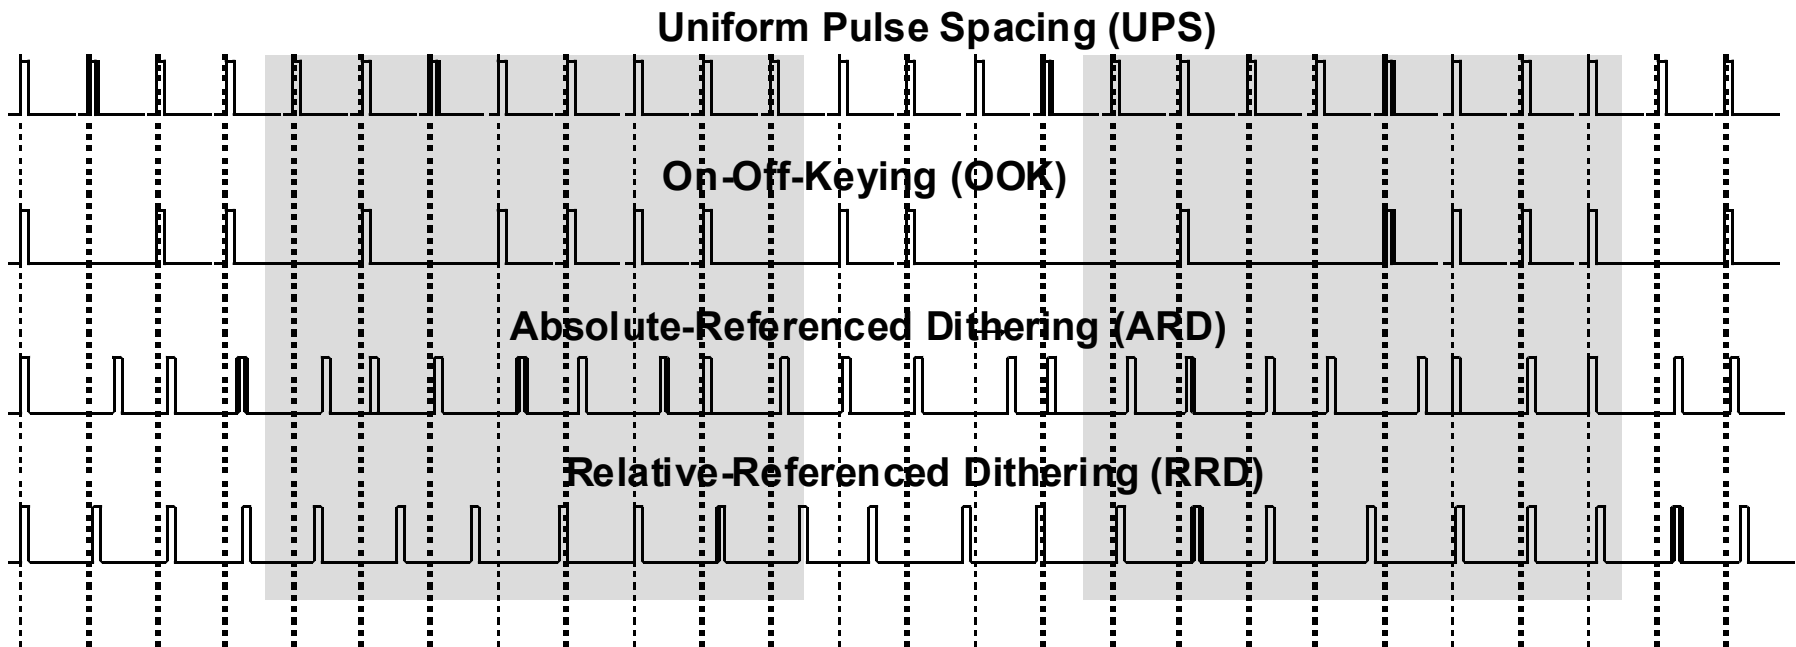 Uniform Pulse Spacing (UPS)
On-Off-Keying (OOK)
Absolute-Referenced Dithering (ARD)
Relative-Referenced Dithering (RRD)